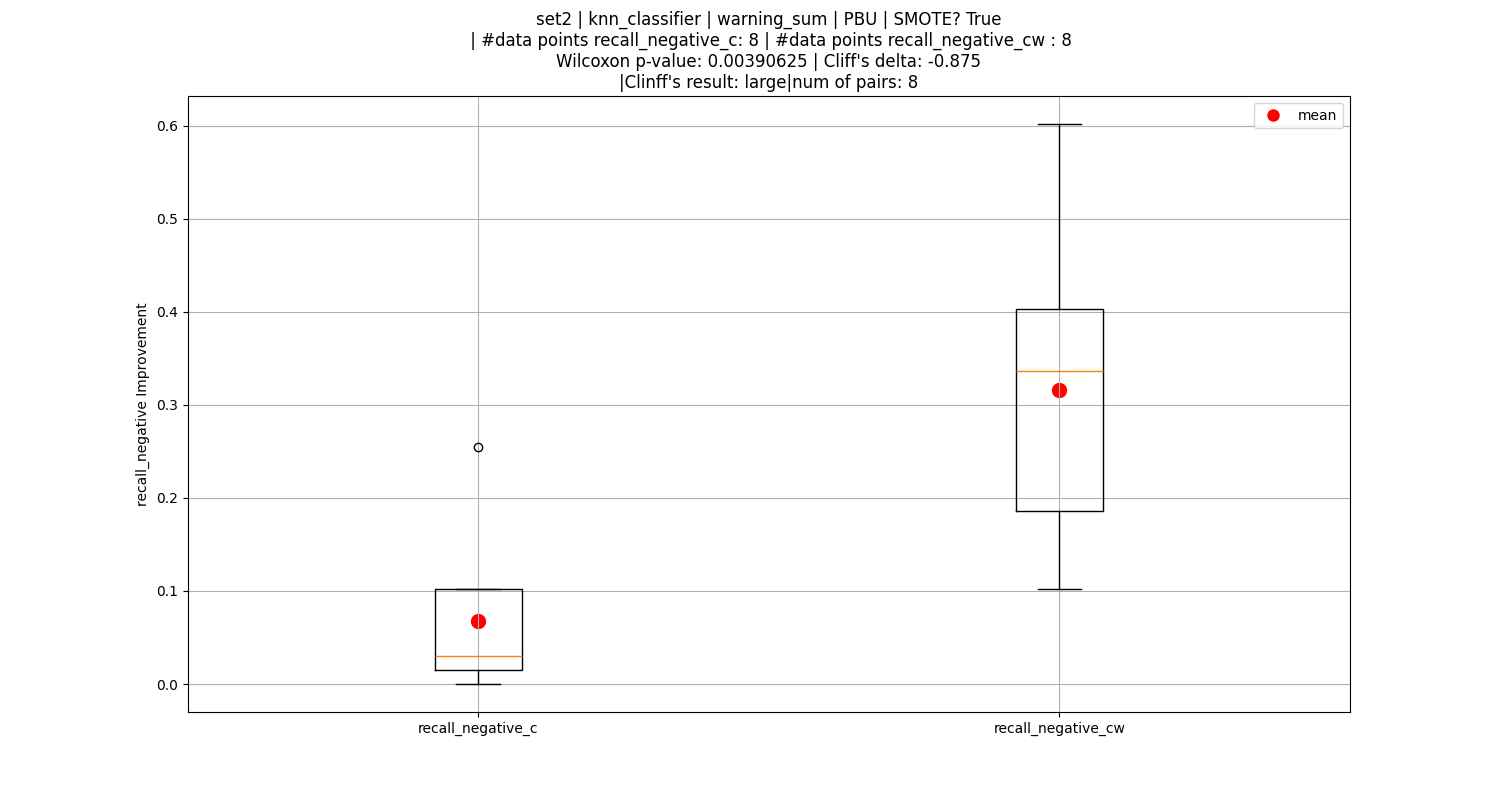 set2 | knn_classifier | warning_sum | PBU | SMOTE? True
| #data points recall_negative_c: 8 | #data points recall_negative_cw : 8
Wilcoxon p-value: 0.00390625 | Cliff's delta: -0.875
|Clinff's result: large|num of pairs: 8
mean
0.6
0.5
0.4
0.3
0.2
0.1
0.0
recall_negative Improvement
recall_negative_c
recall_negative_cw